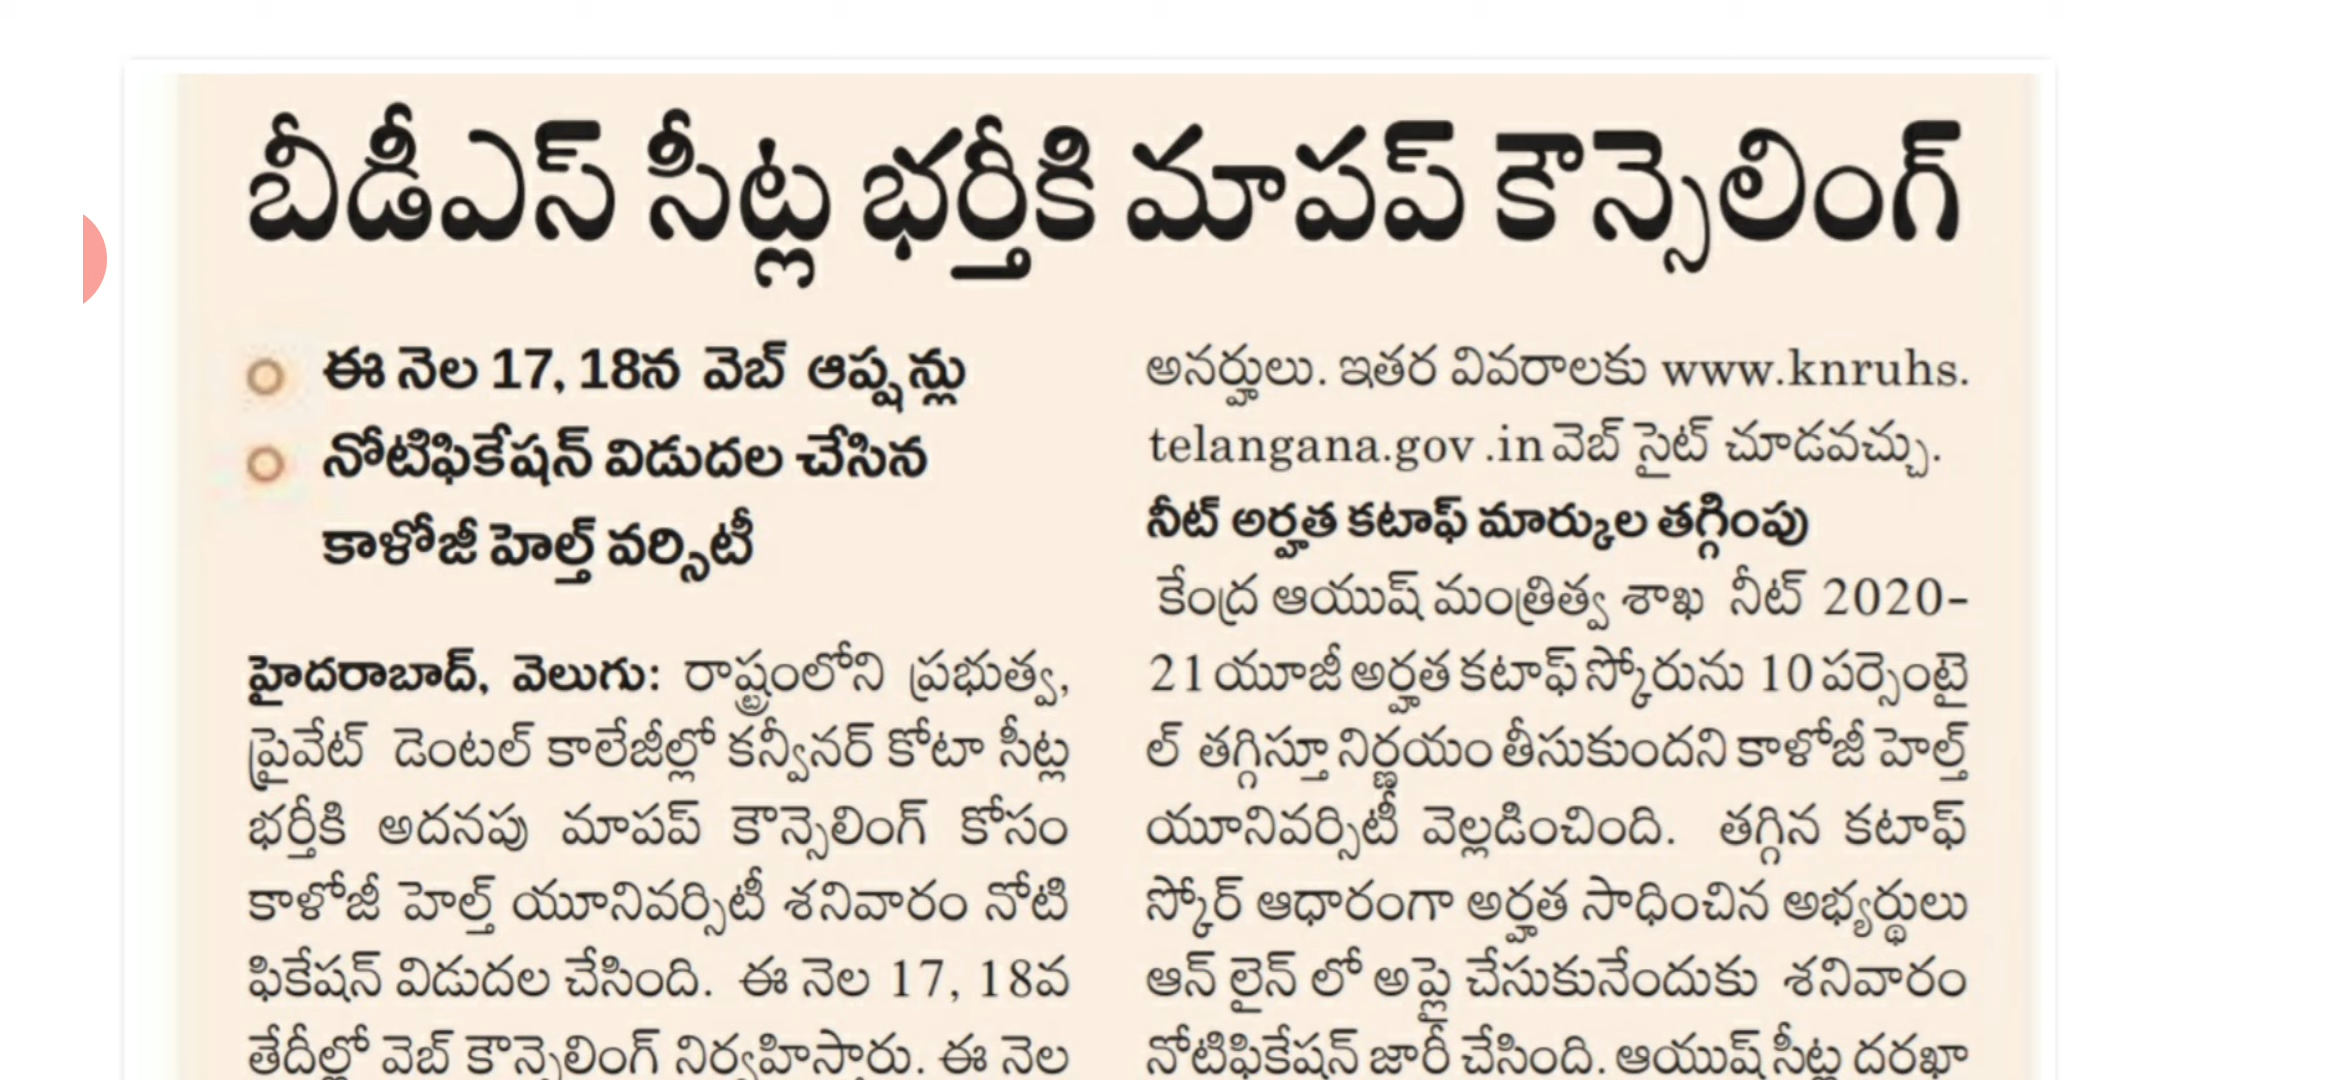 బీడీఎస్ సీట్ల భర్తీకి మాపప్ కౌన్సెలింగ్
ఈ నెల 17, 18న వెబ్ ఆప్షన్లు
నోటిఫికేషన్ విడుదల చేసిన
కాళోజీ హెల్త్ వర్సిటీ
హైదరాబాద్, వెలుగు: రాష్ట్రంలోని ప్రభుత్వ,
ప్రైవేట్ డెంటల్ కాలేజీల్లో కన్వీనర్ కోటా సీట్ల
భర్తీకి అదనపు మాపప్ కౌన్సెలింగ్ కోసం
కాళోజీ హెల్త్ యూనివర్సిటీ శనివారం నోటి
ఫికేషన్ విడుదల చేసింది. ఈ నెల 17, 18వ
తేదీల్లో వెబ్ కౌన్సెలింగ్ నిర్వహిస్తారు. ఈ నెల
అనర్హులు. ఇతర వివరాలకు www.knruhs.
telangana.gov .in వెబ్ సైట్ చూడవచ్చు.
నీట్ అర్హత కటాఫ్ మార్కుల తగ్గింపు
కేంద్ర ఆయుష్ మంత్రిత్వ శాఖ నీట్ 2020-
21 యూజీ అర్హత కటాఫ్ స్కోరును 10 పర్సెంటై
ల్ తగ్గిస్తూ నిర్ణయం తీసుకుందని కాళోజీ హెల్త్
యూనివర్సిటీ వెల్లడించింది. తగ్గిన కటాఫ్
స్కోర్ ఆధారంగా అర్హత సాధించిన అభ్యర్థులు
ఆన్ లైన్ లో అప్లై చేసుకునేందుకు శనివారం
నోటిఫికేషన్ జారీ చేసింది. ఆయుష్ సీట్ల దరఖా